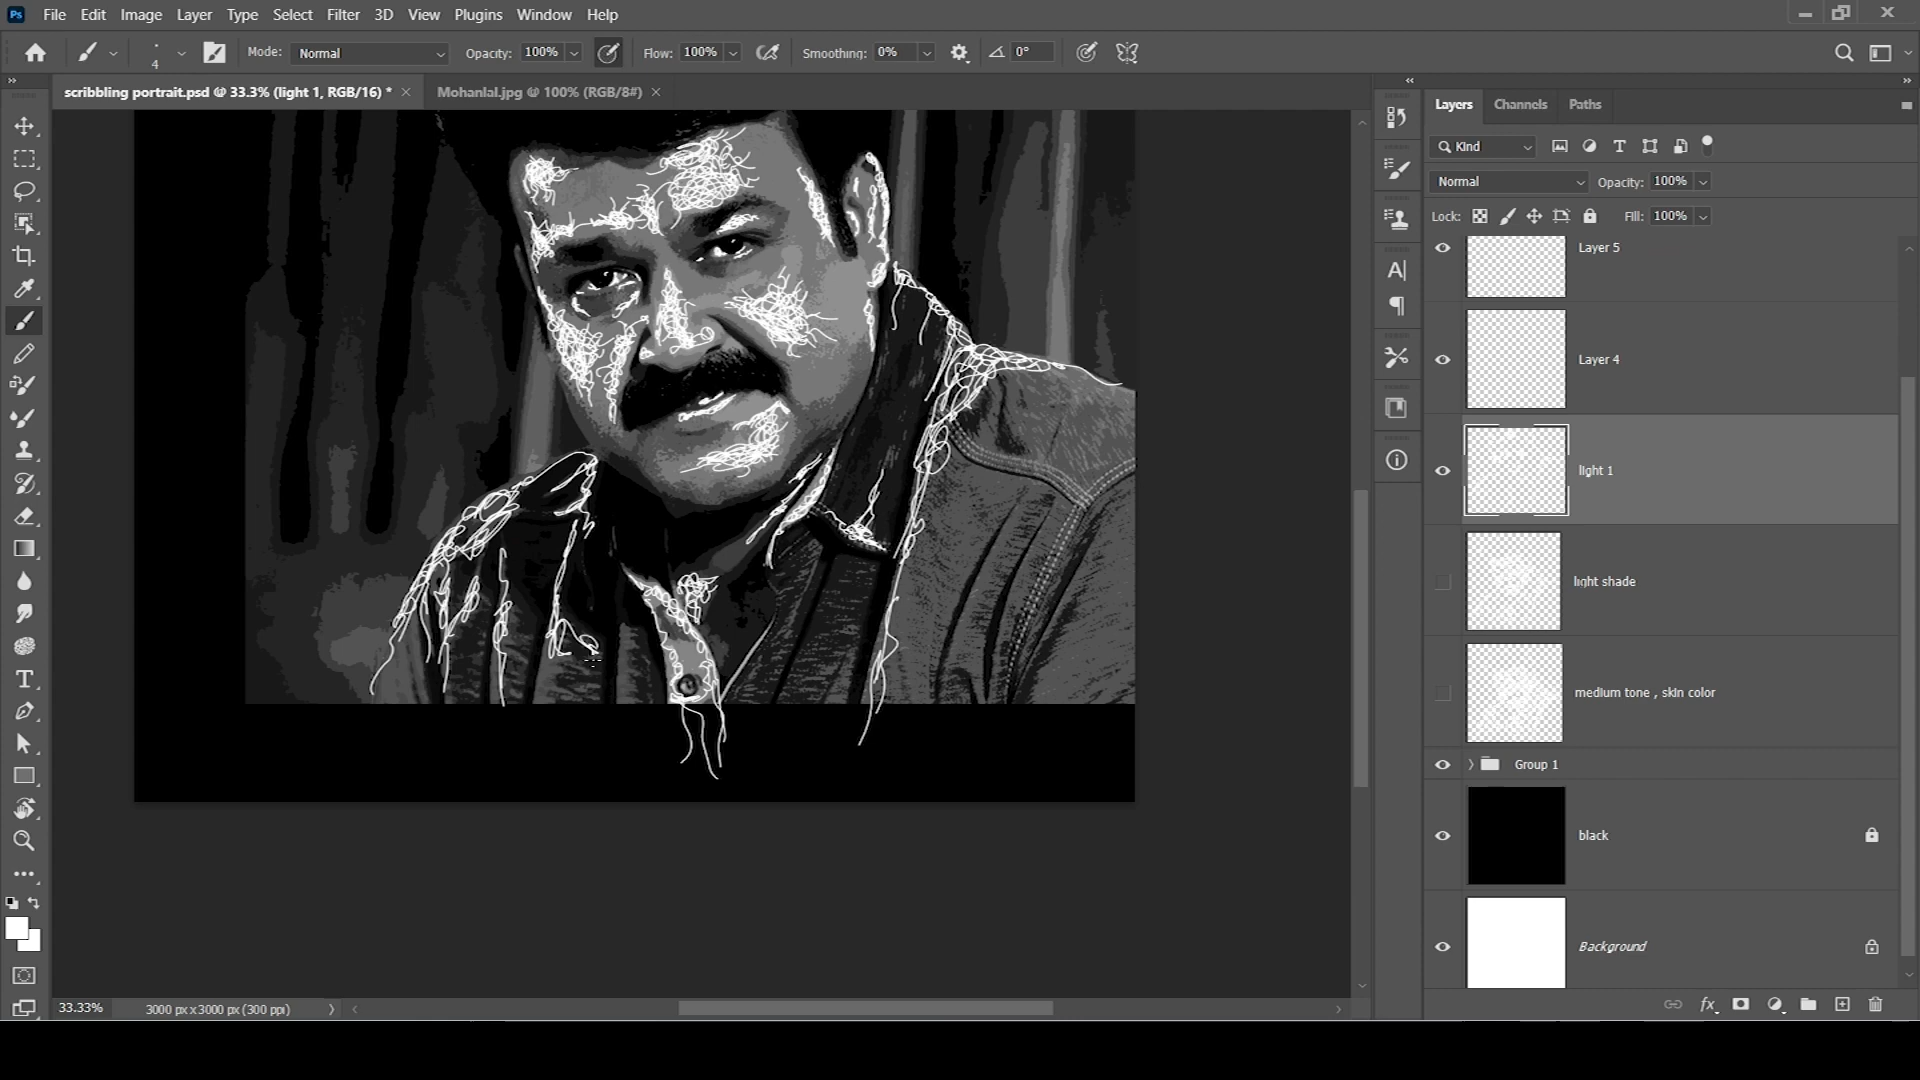 Ps File Edit Image Layer Type Select Filter 3D View Plugins Window Help
4 Mode: Normal Opacity: 100% Flow: 100% Smoothing: 0% 0°
scribbling portrait.psd @ 33.3% (light 1, RGB/16) * × Mohanlal.jpg @ 100% (RGB/8#) ×
Layers Channels Paths
Kind
Normal Opacity: 100%
Lock: Fill: 100%
Layer 5
Layer 4
light 1
light shade
medium tone , skin color
Group 1
black
Background
33.33% 3000 px x 3000 px (300 ppi)